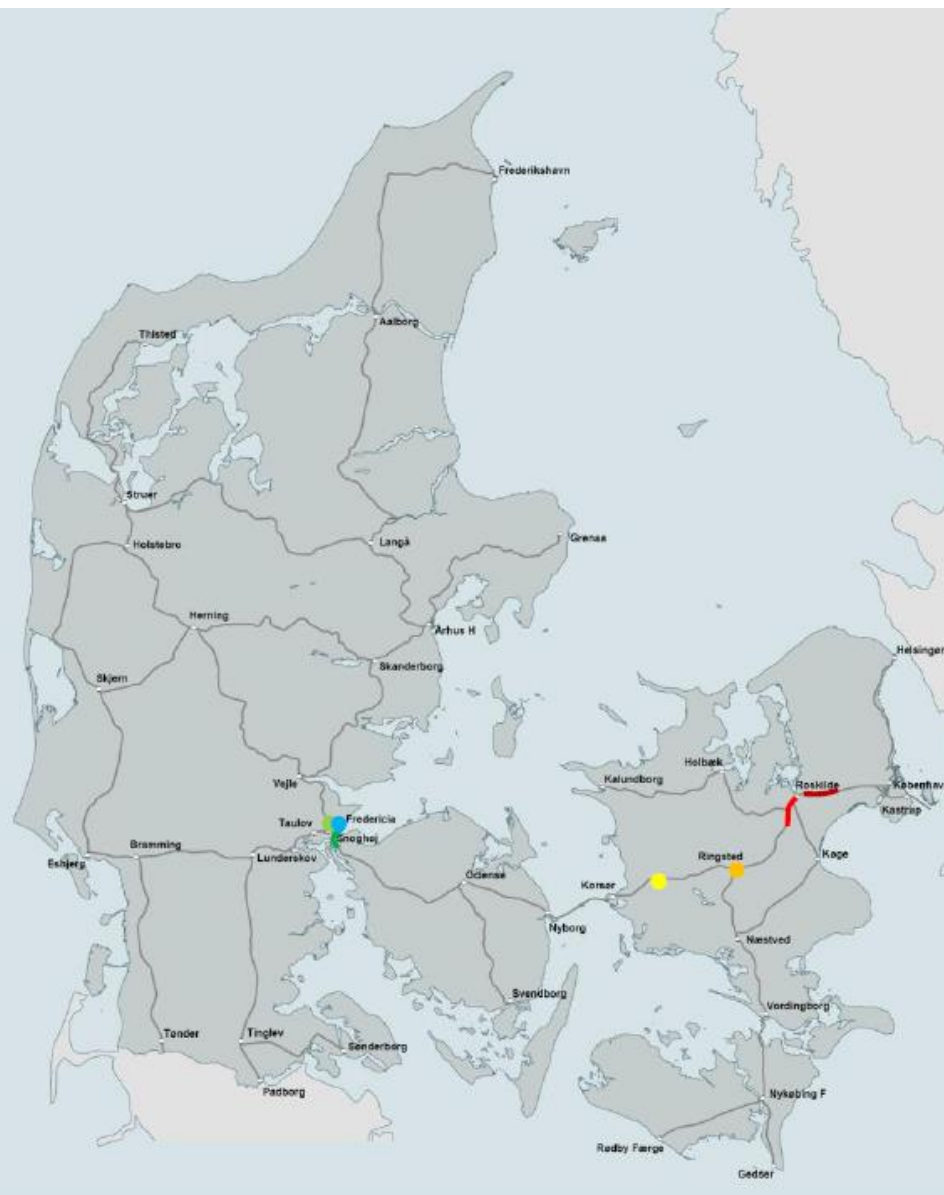 Frederikshavn
Aalborg
Thisted
Struer
Holstebro
Langå
Grenaa
Herning
Århus H
Skanderborg
Skjern
Helsingør
Vejle
Holbæk
Kalundborg
Roskilde
København
Kastrup
Taulov
Fredericia
Snoghøj
Esbjerg
Bramming
Lunderskov
Odense
Korsør
Ringsted
Køge
Nyborg
Næstved
Svendborg
Vordingborg
Tønder
Tinglev
Sønderborg
Padborg
Nykøbing F
Rødby Færge
Gedser